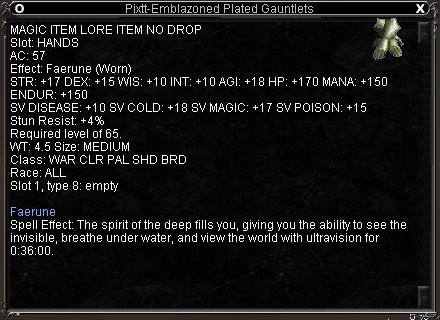 Pixtt-Emblazoned Plated Gauntlets
MAGIC ITEM LORE ITEM NO DROP
Slot: HANDS
AC: 57
Effect: Faerune (Worn)
STR: +17 DEX: +15 WIS: +10 INT: +10 AGI: +18 HP: +170 MANA: +150
ENDUR: +150
SV DISEASE: +10 SV COLD: +18 SV MAGIC: +17 SV POISON: +15
Stun Resist: +4%
Required level of 65.
WT: 4.5 Size: MEDIUM
Class: WAR CLR PAL SHD BRD
Race: ALL
Slot 1, type 8: empty
Faerune
Spell Effect: The spirit of the deep fills you, giving you the ability to see the
invisible, breathe under water, and view the world with ultravision for
0:36:00.